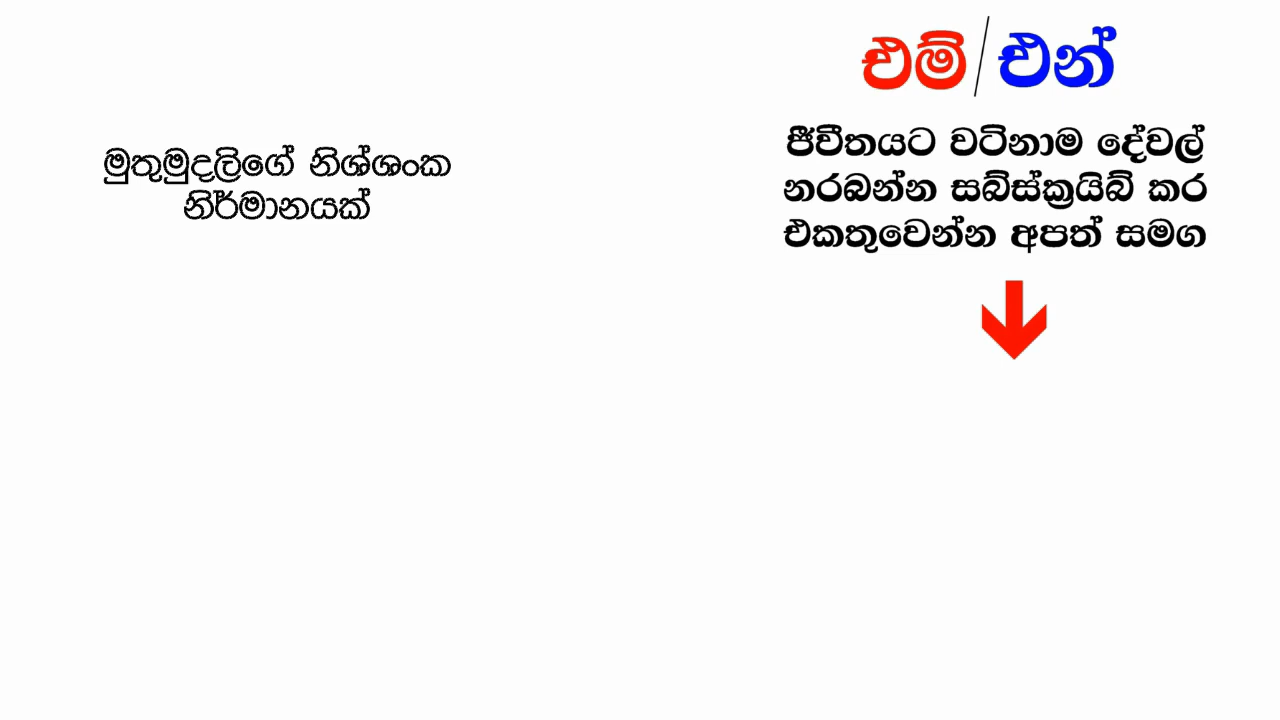 එම්/එන්
මුතුමුදලිගේ නිශ්ශංක
නිර්මානයක්
ජීවීතයට වටිනාම දේවල්
නරබන්න සබ්ස්ක්‍රයිබ් කර
එකතුවෙන්න අපත් සමග